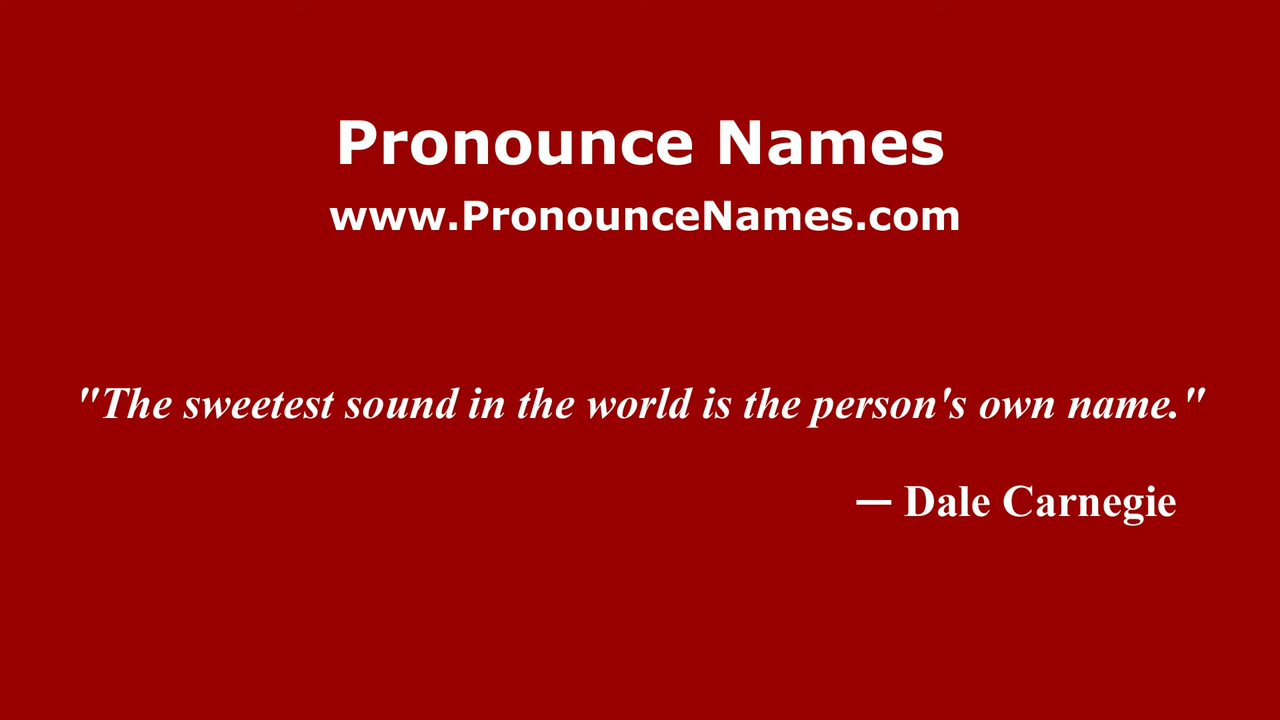 Pronounce Names
www.PronounceNames.com
"The sweetest sound in the world is the person's own name."
— Dale Carnegie